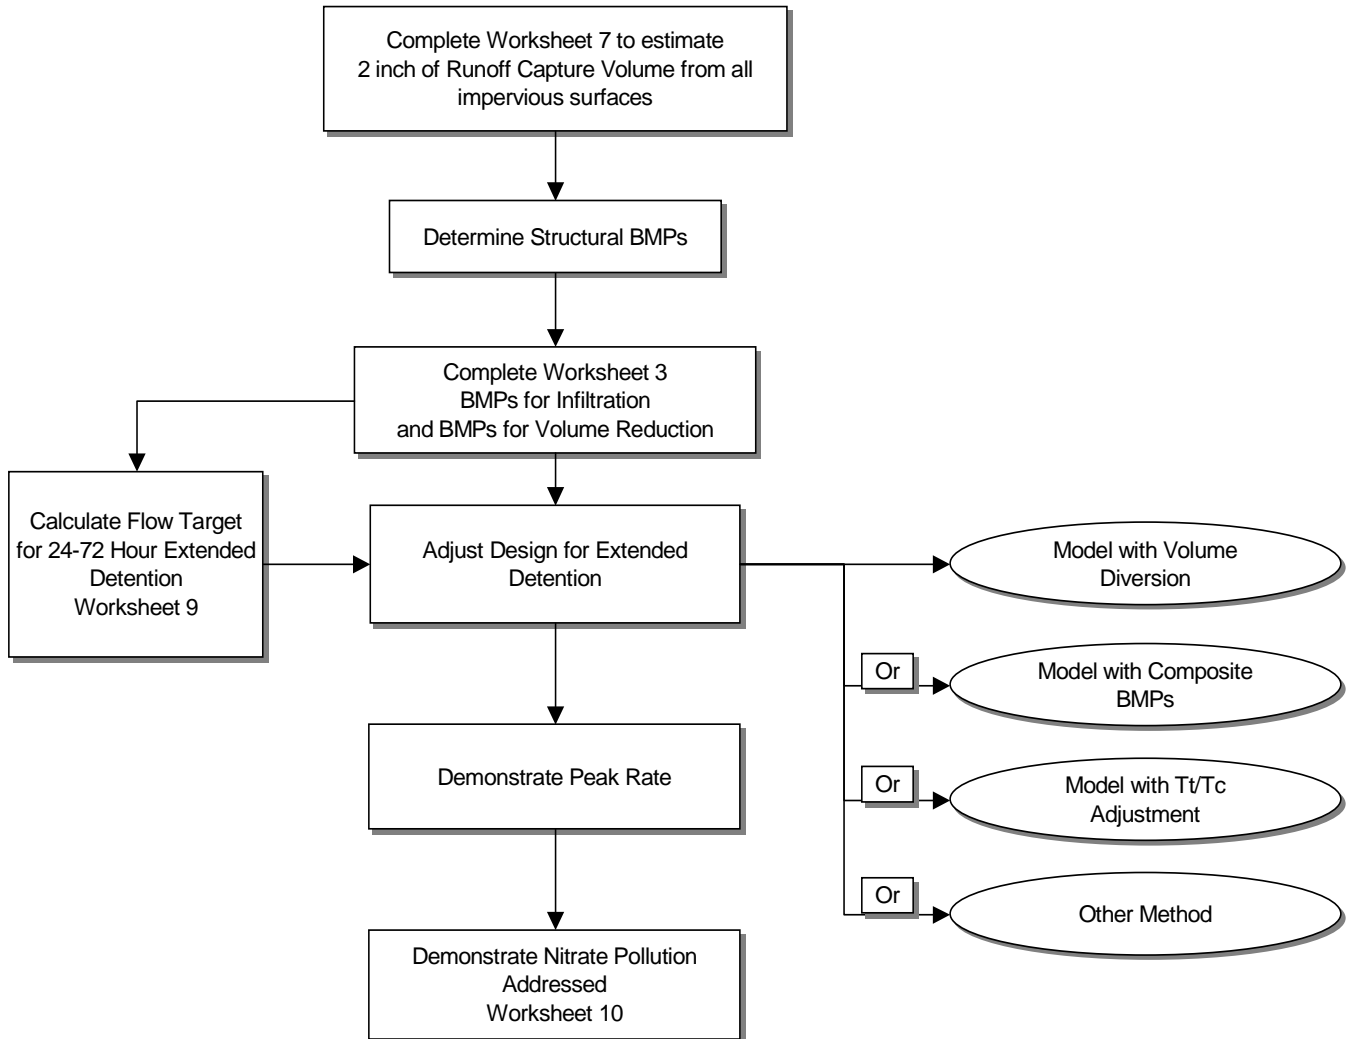 Complete Worksheet 7 to estimate
2 inch of Runoff Capture Volume from all
impervious surfaces
Determine Structural BMPs
Complete Worksheet 3
BMPs for Infiltration
and BMPs for Volume Reduction
Calculate Flow Target
for 24-72 Hour Extended
Detention
Worksheet 9
Adjust Design for Extended
Detention
Model with Volume
Diversion
Or
Model with Composite
BMPs
Or
Model with Tt/Tc
Adjustment
Or
Other Method
Demonstrate Peak Rate
Demonstrate Nitrate Pollution
Addressed
Worksheet 10